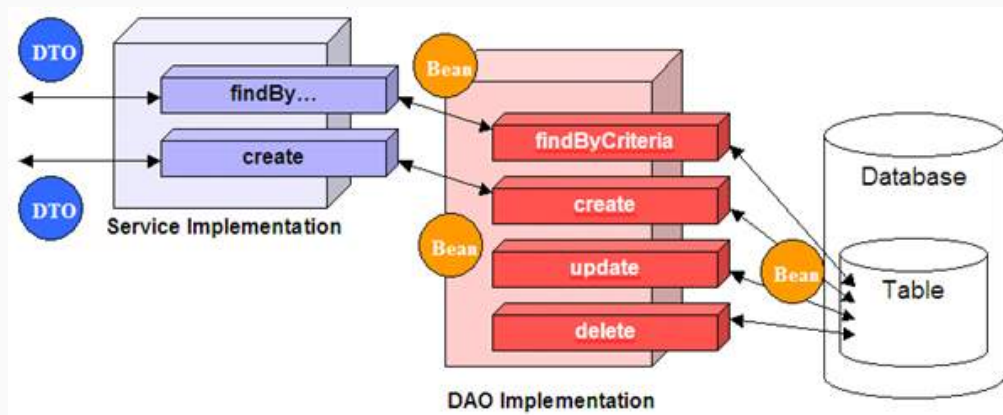 DTO
findBy...
create
DTO
Service Implementation
Bean
Bean
findByCriteria
create
update
delete
DAO Implementation
Bean
Database
Table